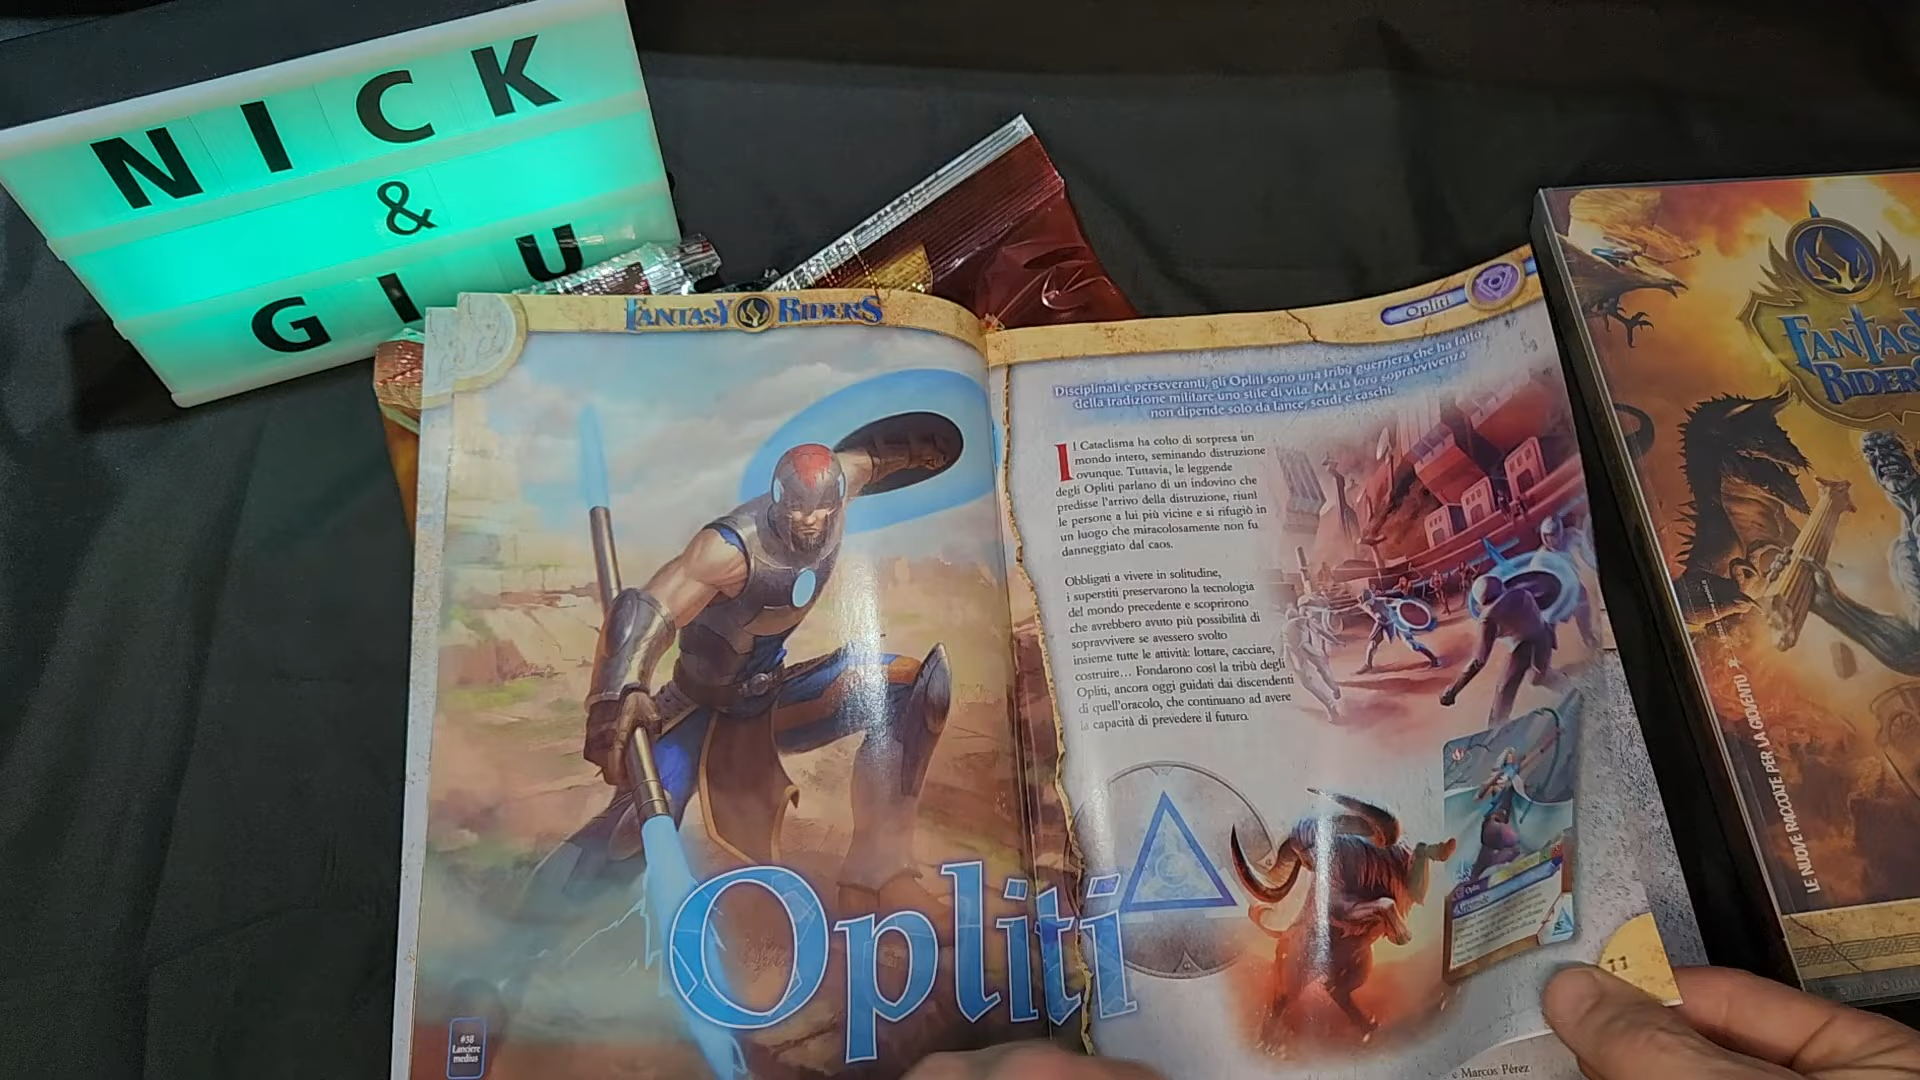 NICK
&
GIU
FANTASY RIDERS
Opliti
Disciplinati e perseveranti, gli Opliti sono una tribù guerriera che ha fatto
della tradizione militare uno stile di vita. Ma la loro sopravvivenza
non dipende solo da lance, scudi e caschi.
Il Cataclisma ha colto di sorpresa un
mondo intero, seminando distruzione
ovunque. Tuttavia, le leggende
degli Opliti parlano di un indovino che
predisse l'arrivo della distruzione, riunì
le persone a lui più vicine e si rifugiò in
un luogo che miracolosamente non fu
danneggiato dal caos.
Obbligati a vivere in solitudine,
i superstiti preservarono la tecnologia
del mondo precedente e scoprirono
che avrebbero avuto più possibilità di
sopravvivere se avessero svolto
insieme tutte le attività: lottare, cacciare,
costruire... Fondarono così la tribù degli
Opliti, ancora oggi guidati dai discendenti
di quell'oracolo, che continuano ad avere
la capacità di prevedere il futuro.
Opliti
#38
Lanciere
medius
Artemide
11
Marcos Pérez
FANTASY
RIDERS
LE NUOVE RACCOLTE PER LA GIOVENTÙ